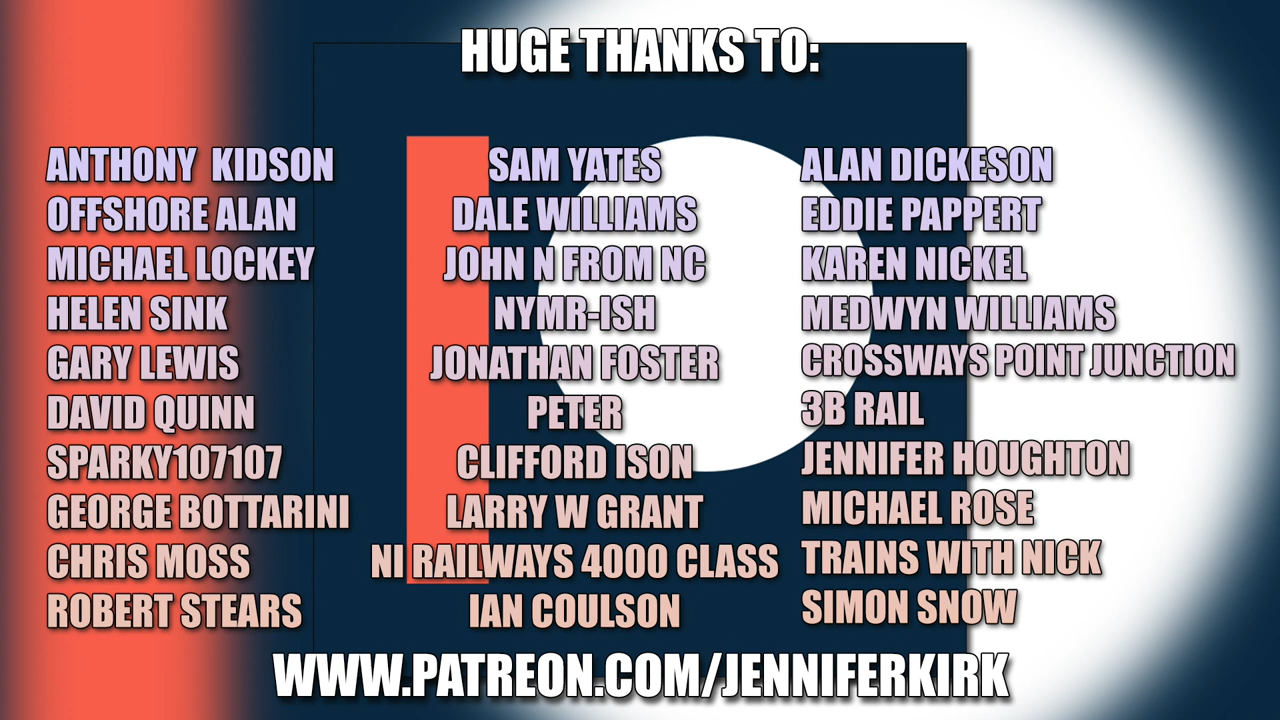 HUGE THANKS TO:
ANTHONY KIDSON
OFFSHORE ALAN
MICHAEL LOCKEY
HELEN SINK
GARY LEWIS
DAVID QUINN
SPARKY107107
GEORGE BOTTARINI
CHRIS MOSS
ROBERT STEARS
SAM YATES
DALE WILLIAMS
JOHN N FROM NC
NYMR-ISH
JONATHAN FOSTER
PETER
CLIFFORD ISON
LARRY W GRANT
NI RAILWAYS 4000 CLASS
IAN COULSON
ALAN DICKESON
EDDIE PAPPERT
KAREN NICKEL
MEDWYN WILLIAMS
CROSSWAYS POINT JUNCTION
3B RAIL
JENNIFER HOUGHTON
MICHAEL ROSE
TRAINS WITH NICK
SIMON SNOW
WWW.PATREON.COM/JENNIFERKIRK